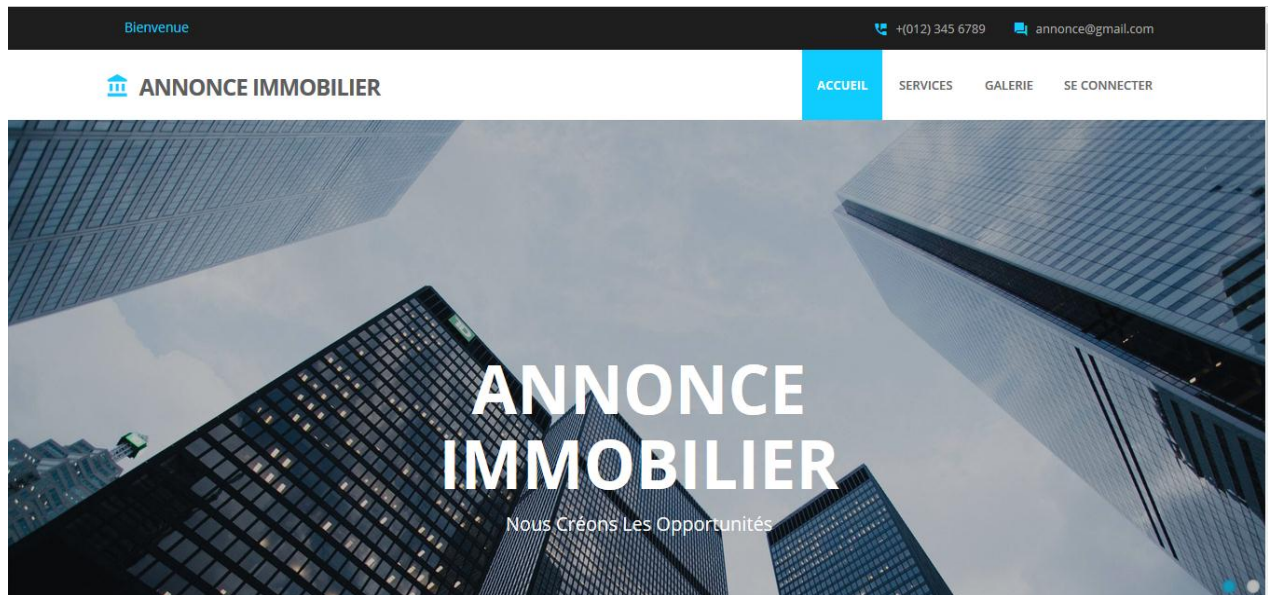 Bienvenue
+(012) 345 6789
annonce@gmail.com
ANNONCE IMMOBILIER
ACCUEIL
SERVICES
GALERIE
SE CONNECTER
ANNONCE
IMMOBILIER
Nous Créons Les Opportunités